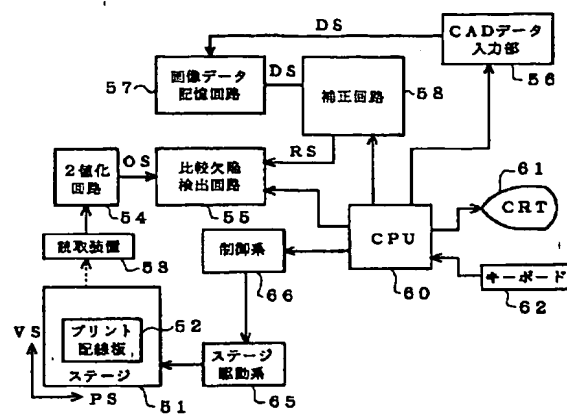 DS
CADデータ
入力部
56
57
画像データ
記憶回路
DS
補正回路
58
2値化
回路
54
OS
比較欠陥
検出回路
55
RS
61
CRT
読取装置
53
制御系
66
CPU
60
キーボード
62
VS
プリント
配線板
52
ステージ
51
PS
ステージ
駆動系
65